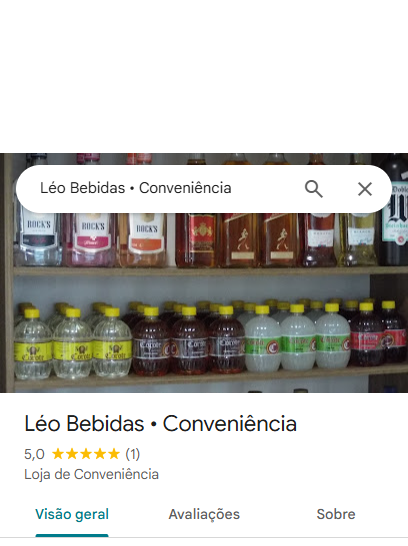 Léo Bebidas • Conveniência
ROCK'S
ROCK'S
ROCK'S
Léo Bebidas • Conveniência
5,0 ★★★★★ (1)
Loja de Conveniência
Visão geral
Avaliações
Sobre